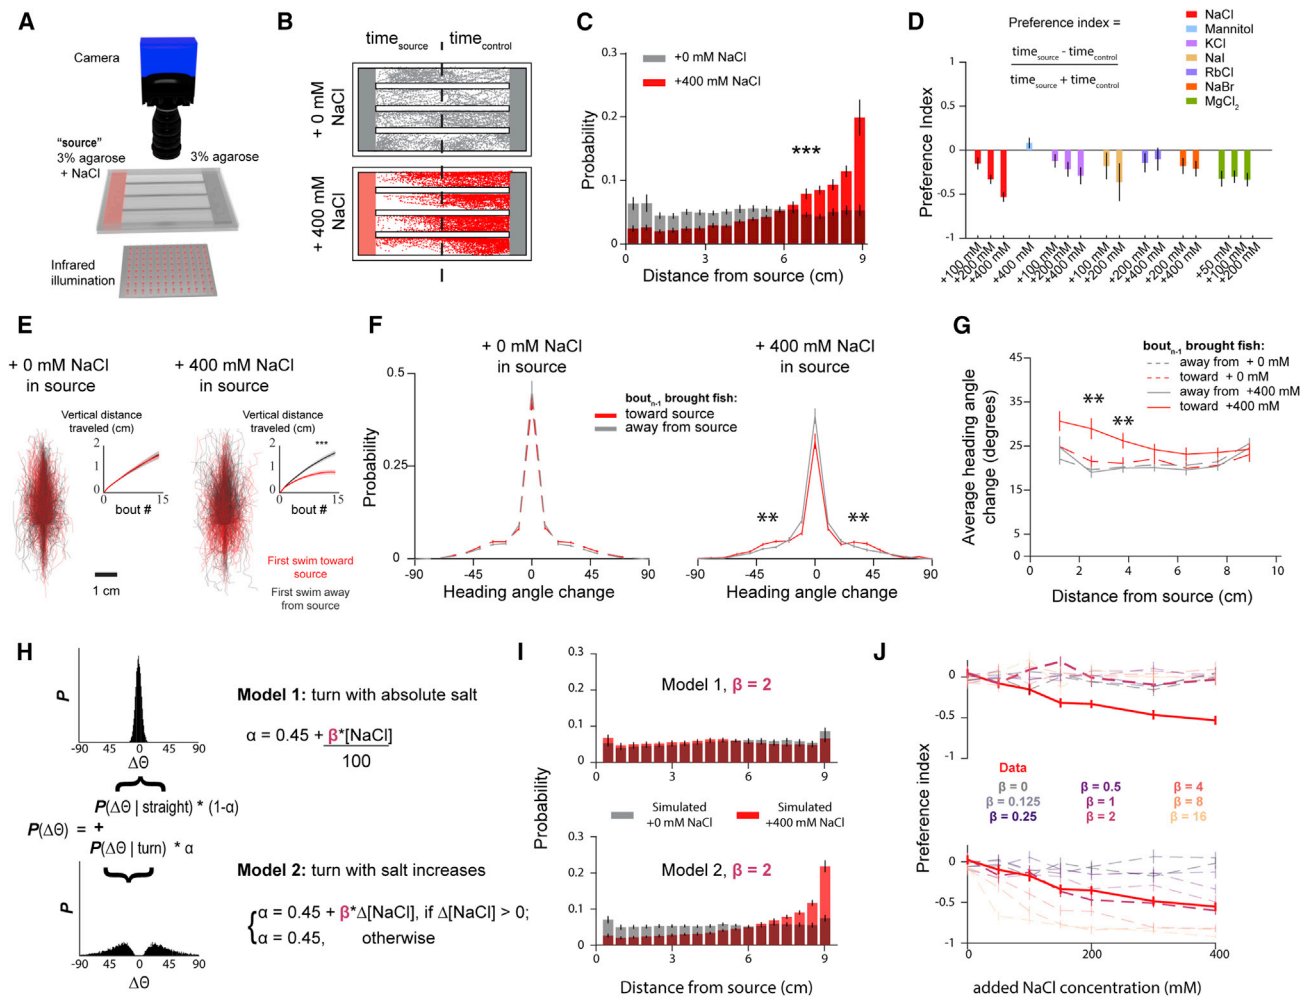 A
Camera
"source"
3% agarose
+ NaCl
3% agarose
Infrared
illumination
B
timesource
timecontrol
+ 0 mM
NaCl
+ 400 mM
NaCl
C
+0 mM NaCl
+400 mM NaCl
0.3
0.2
0.1
0
Probability
***
0
3
6
9
Distance from source (cm)
D
Preference index =
timesource - timecontrol
timesource + timecontrol
NaCl
Mannitol
KCl
NaI
RbCl
NaBr
MgCl2
Preference Index
1
0.5
0
-0.5
-1
+100 mM
+200 mM
+400 mM
+400 mM
+100 mM
+200 mM
+400 mM
+100 mM
+200 mM
+200 mM
+400 mM
+200 mM
+400 mM
+50 mM
+100 mM
+200 mM
E
+ 0 mM NaCl
in source
Vertical distance
traveled (cm)
2
1
0
0
15
bout #
1 cm
+ 400 mM NaCl
in source
Vertical distance
traveled (cm)
***
2
1
0
0
15
bout #
First swim toward
source
First swim away
from source
F
+ 0 mM NaCl
in source
+ 400 mM NaCl
in source
boutn-1 brought fish:
toward source
away from source
Probability
0.5
0.25
0
**
**
-90 -45 0 45 90
Heading angle change
-90 -45 0 45 90
Heading angle change
G
boutn-1 brought fish:
away from + 0 mM
toward + 0 mM
away from +400 mM
toward +400 mM
Average heading angle
change (degrees)
45
35
25
15
0
**
**
0 2 4 6 8 10
Distance from source (cm)
H
P
-90 -45 0 45 90
ΔΘ
P(ΔΘ | straight) * (1-α)
P(ΔΘ) = +
P(ΔΘ | turn) * α
P
-90 -45 0 45 90
ΔΘ
Model 1: turn with absolute salt
α = 0.45 + β*[NaCl]
100
Model 2: turn with salt increases
α = 0.45 + β*Δ[NaCl], if Δ[NaCl] > 0;
α = 0.45, otherwise
I
0.3
0.2
0.1
0
Model 1, β = 2
0 3 6 9
Probability
Simulated
+0 mM NaCl
Simulated
+400 mM NaCl
0.3
0.2
0.1
0
Model 2, β = 2
0 3 6 9
Distance from source (cm)
J
Preference index
0
-0.5
-1
Data
β = 0
β = 0.125
β = 0.25
β = 0.5
β = 1
β = 2
β = 4
β = 8
β = 16
0
-0.5
-1
0 200 400
added NaCl concentration (mM)